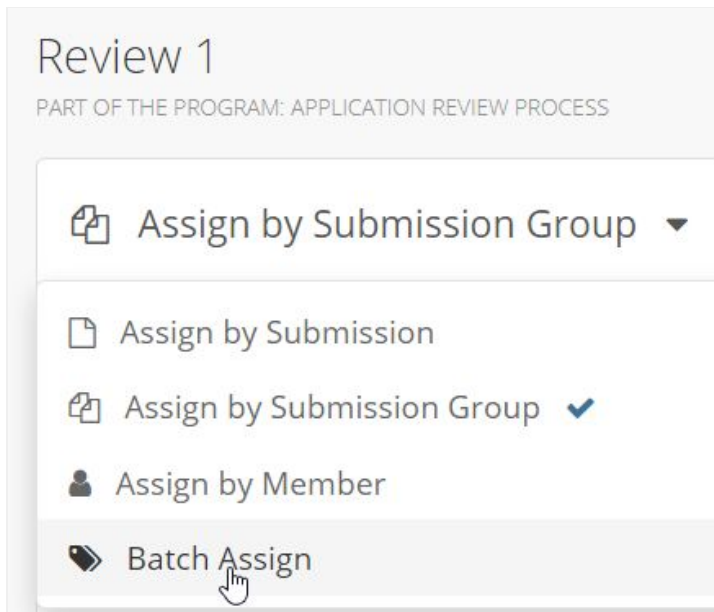 Review 1
PART OF THE PROGRAM: APPLICATION REVIEW PROCESS
Assign by Submission Group
Assign by Submission
Assign by Submission Group
Assign by Member
Batch Assign